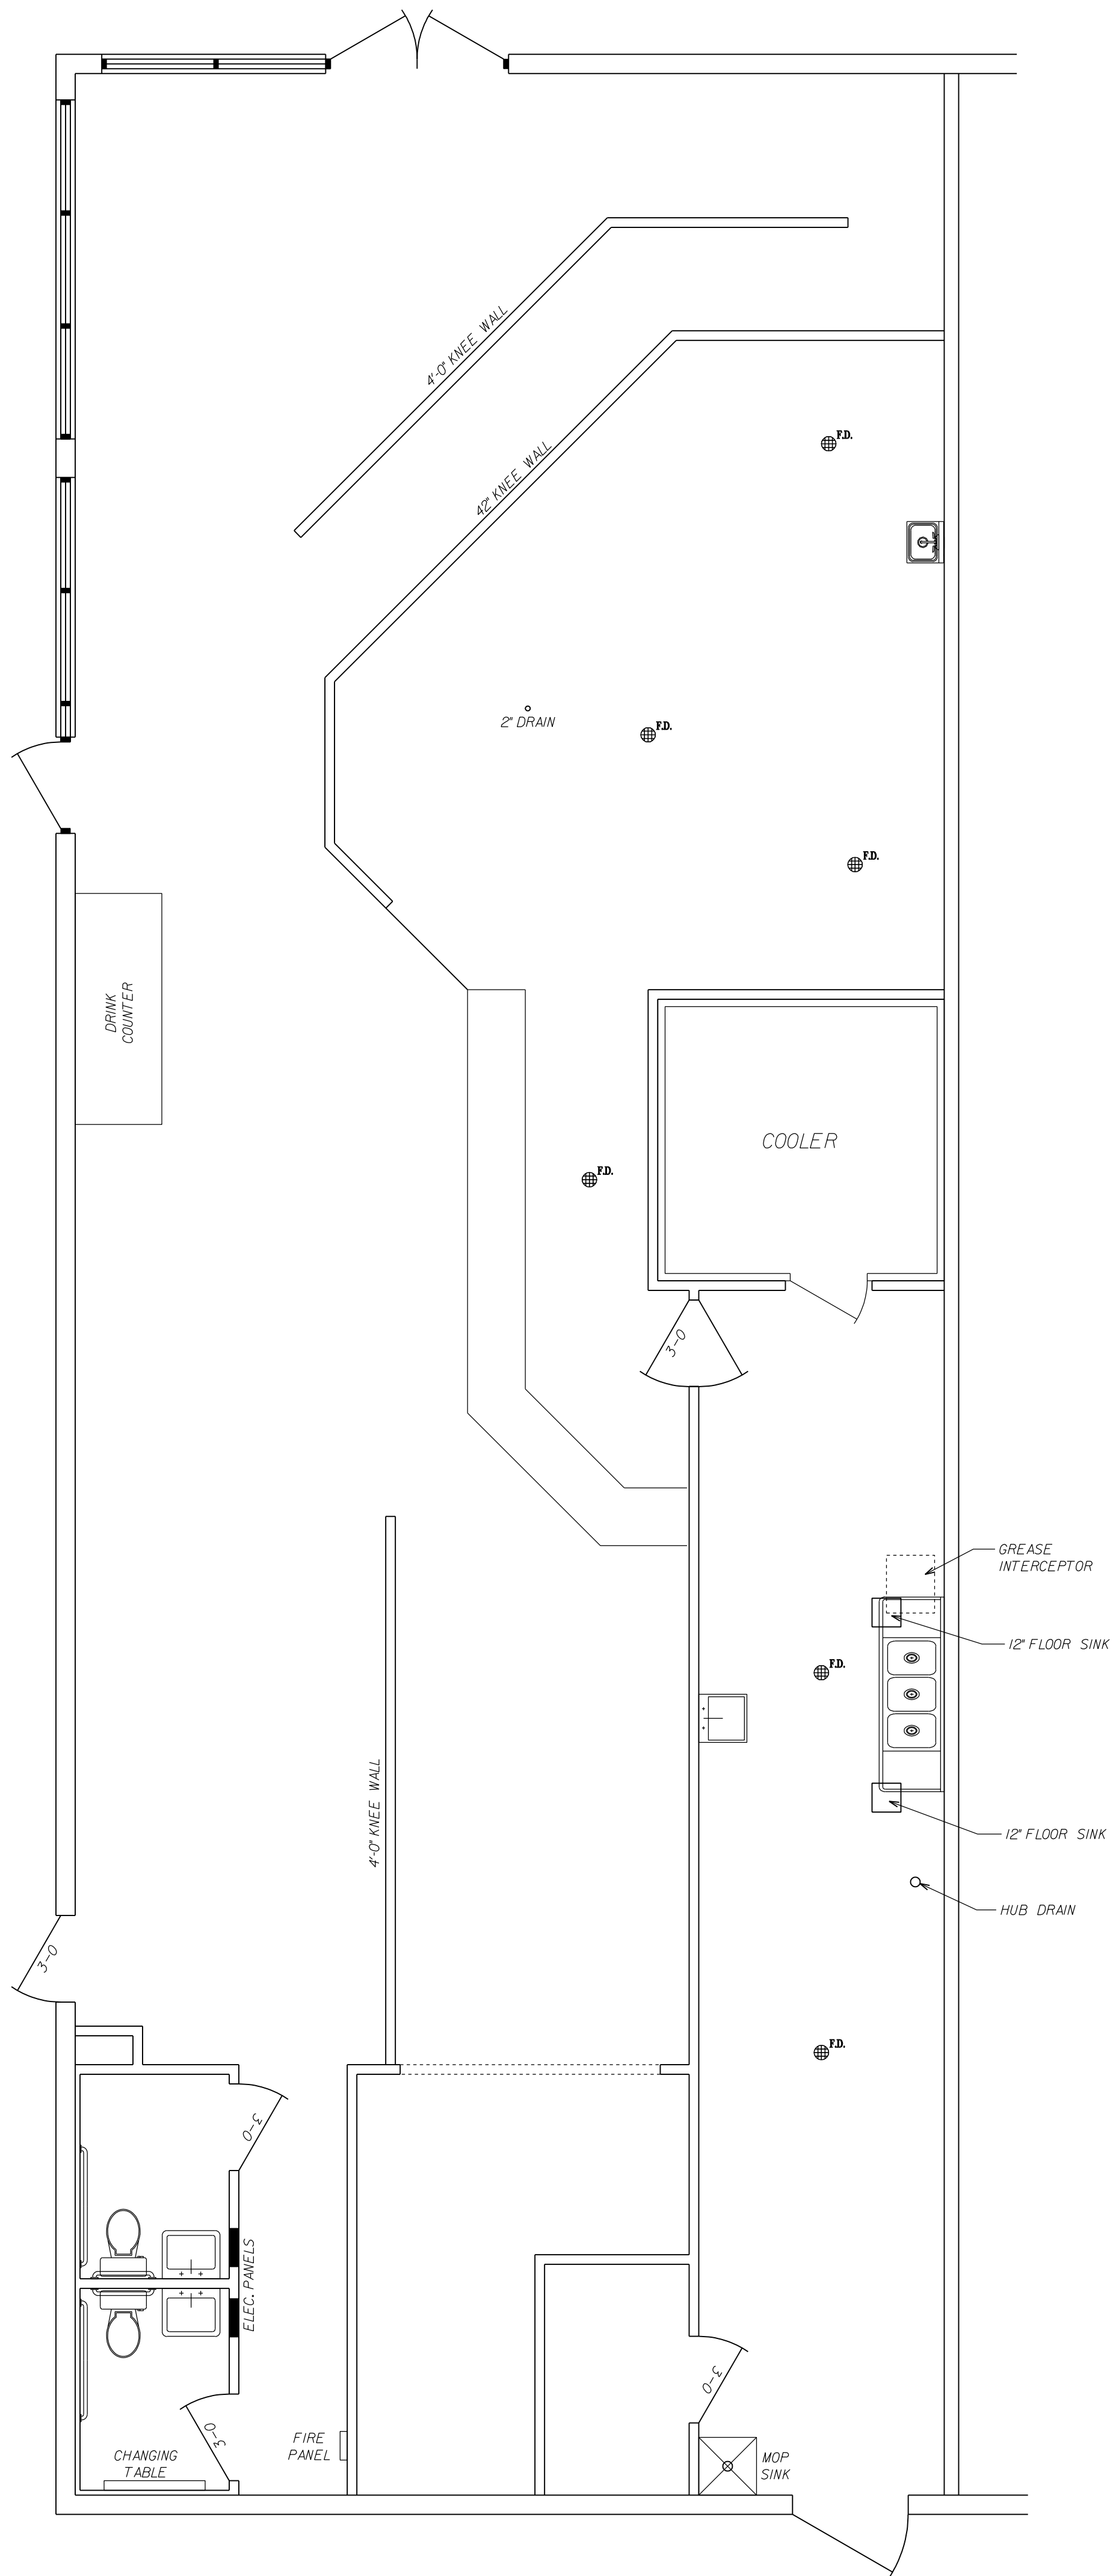 4'-0" KNEE WALL
42" KNEE WALL
F.D.
2" DRAIN
F.D.
F.D.
DRINK
COUNTER
COOLER
F.D.
3-0
GREASE
INTERCEPTOR
12" FLOOR SINK
F.D.
4'-0" KNEE WALL
12" FLOOR SINK
HUB DRAIN
3-0
F.D.
3-0
ELEC. PANELS
3-0
3-0
FIRE
PANEL
CHANGING
TABLE
MOP
SINK